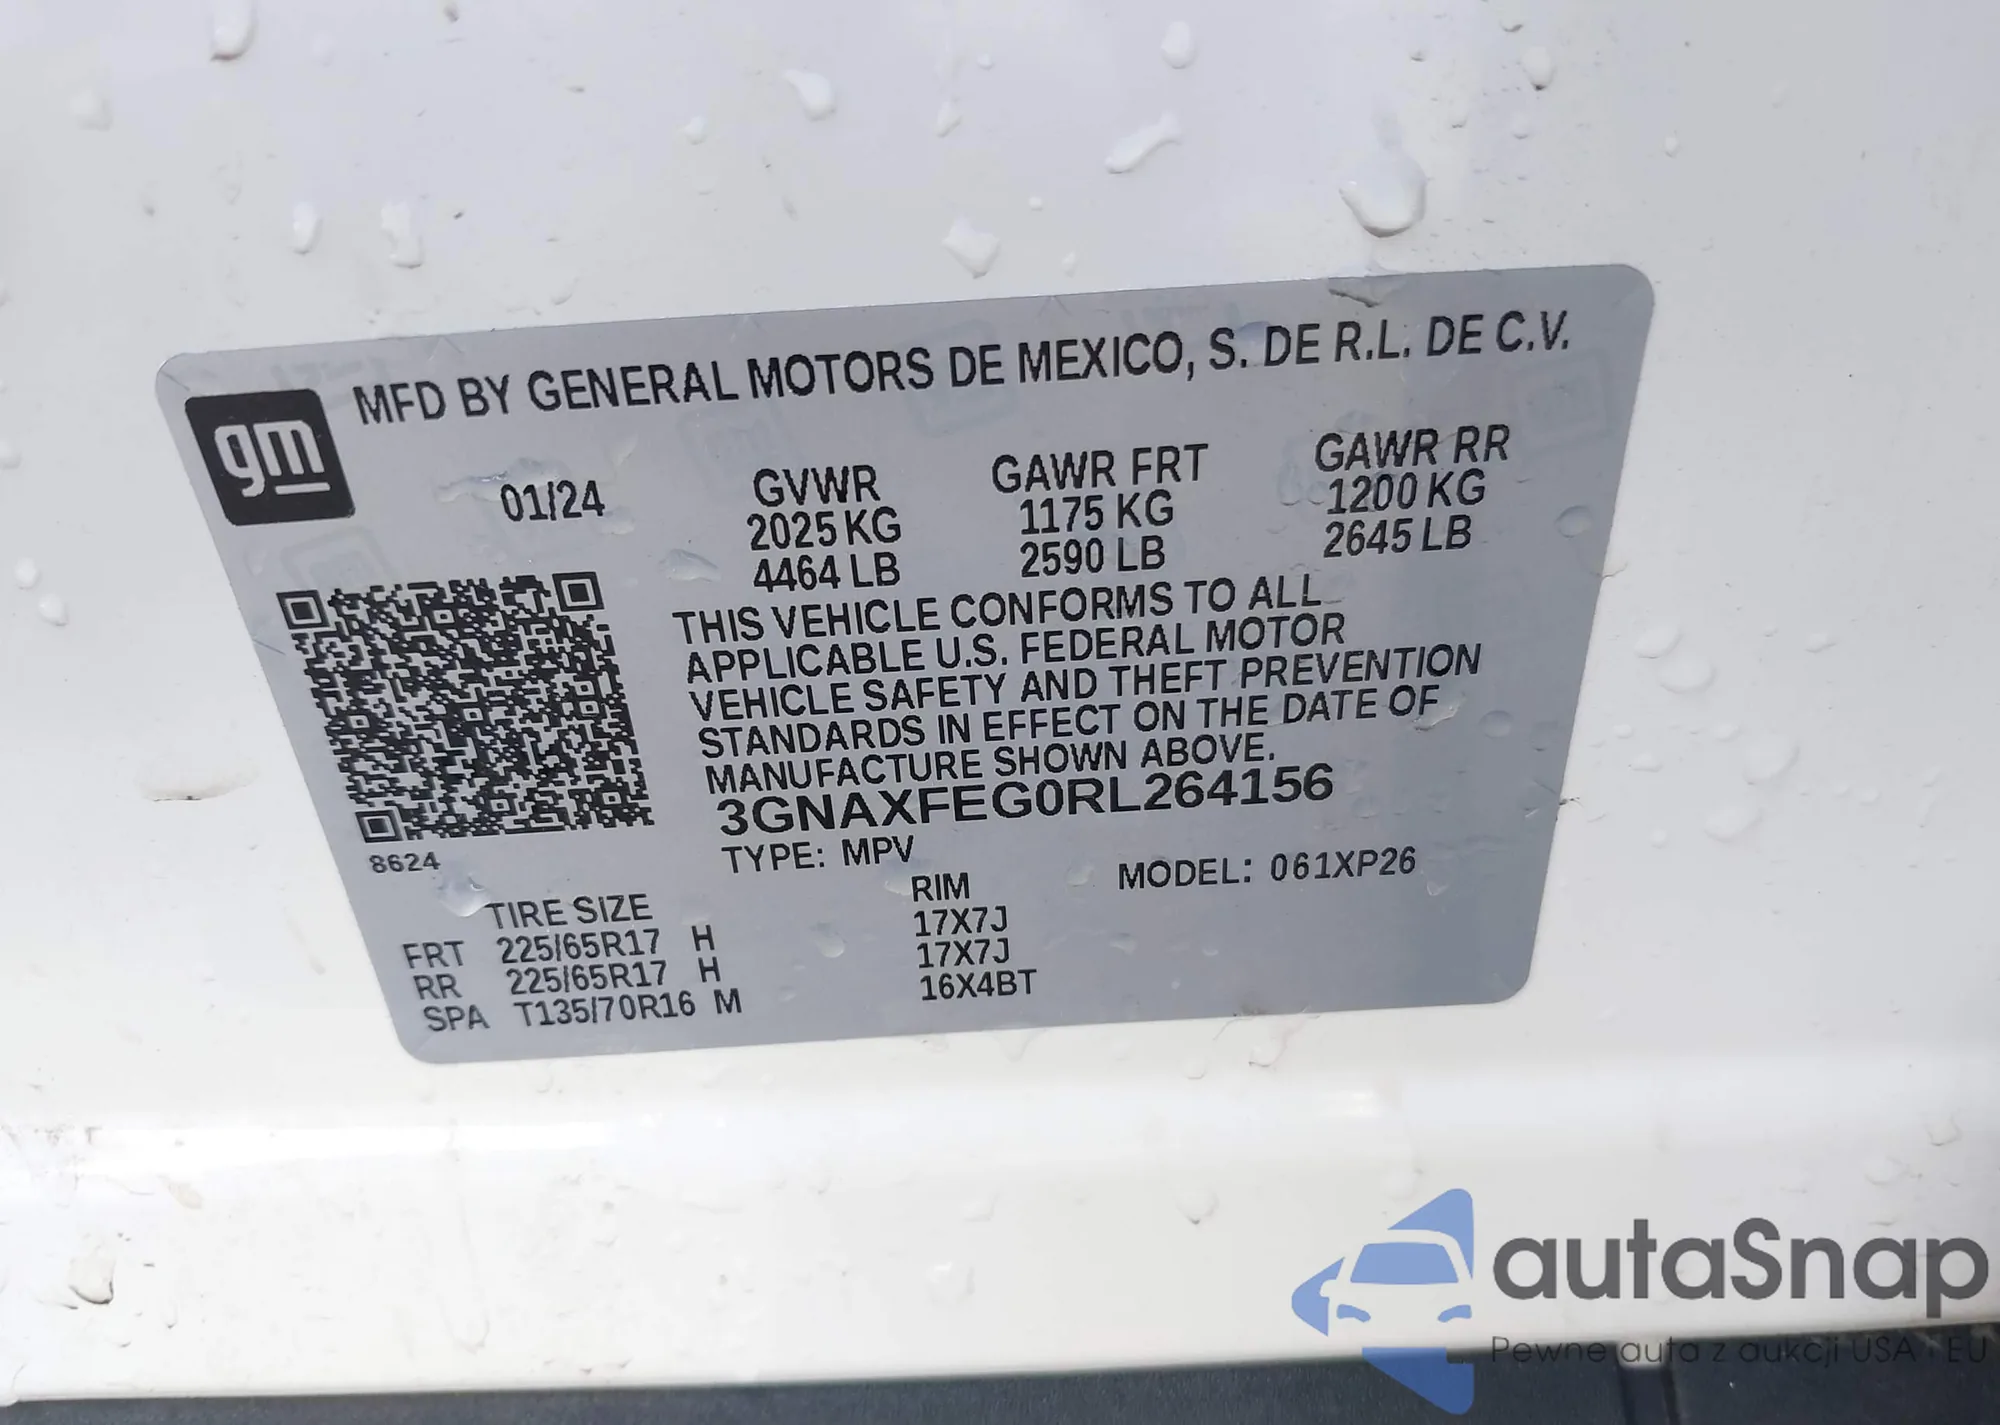 MFD BY GENERAL MOTORS DE MEXICO, S. DE R.L. DE C.V.
gm
01/24
GVWR GAWR FRT GAWR RR
2025 KG 1175 KG 1200 KG
4464 LB 2590 LB 2645 LB
THIS VEHICLE CONFORMS TO ALL
APPLICABLE U.S. FEDERAL MOTOR
VEHICLE SAFETY AND THEFT PREVENTION
STANDARDS IN EFFECT ON THE DATE OF
MANUFACTURE SHOWN ABOVE.
3GNAXFEG0RL264156
8624
TYPE: MPV MODEL: 061XP26
TIRE SIZE RIM
FRT 225/65R17 H 17X7J
RR 225/65R17 H 17X7J
SPA T135/70R16 M 16X4BT
autaSnap
Pewne auta z aukcji USA i EU